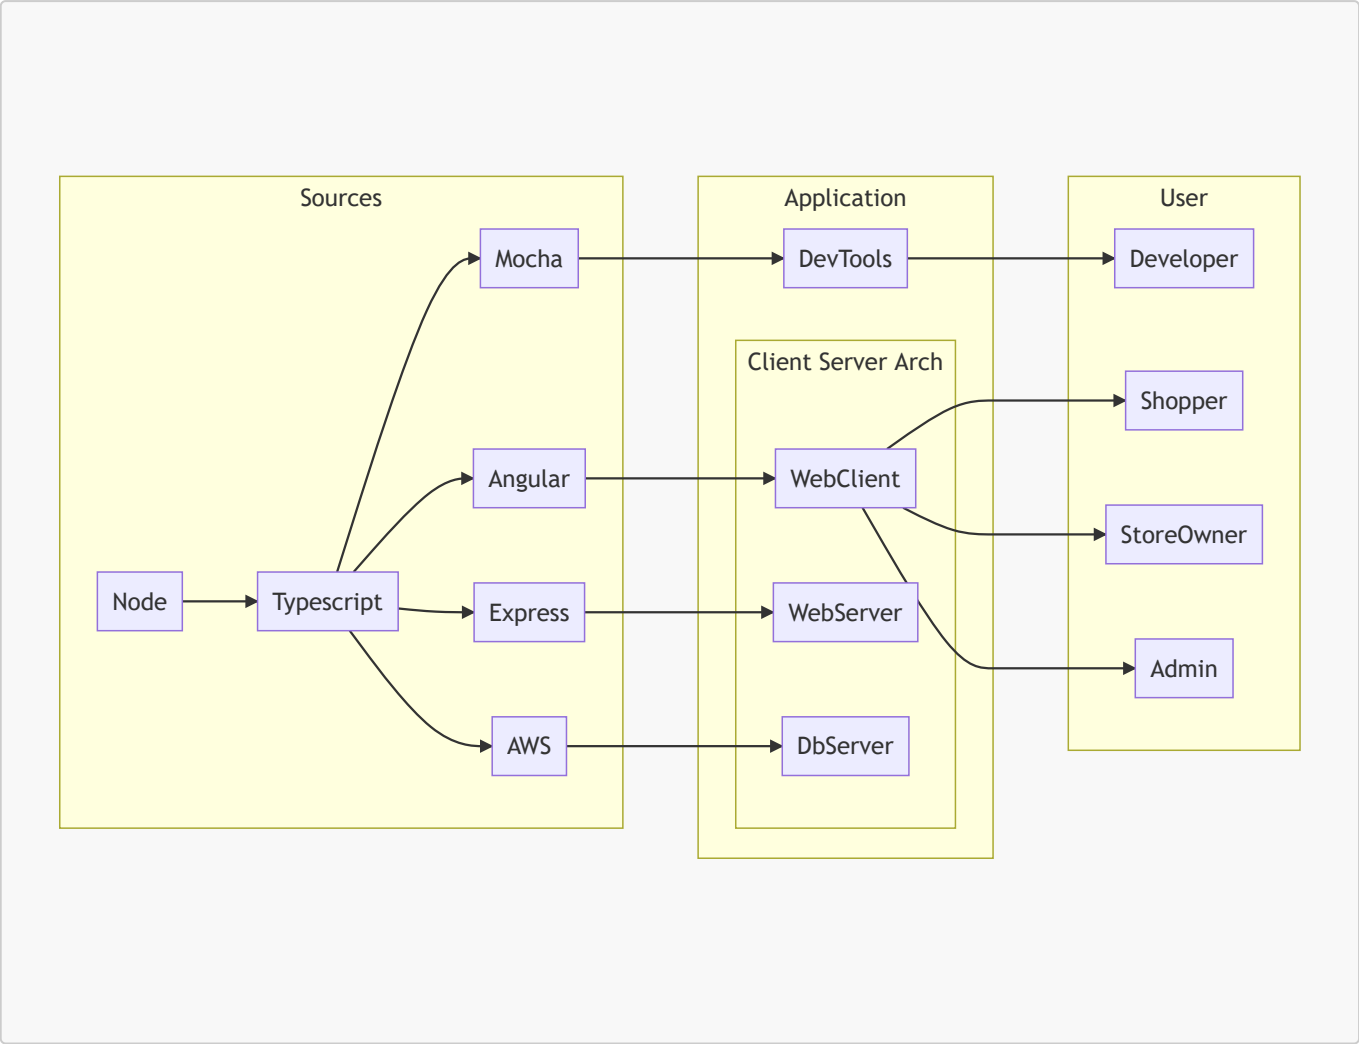 Sources
Node
Typescript
Mocha
Angular
Express
AWS
Application
DevTools
Client Server Arch
WebClient
WebServer
DbServer
User
Developer
Shopper
StoreOwner
Admin